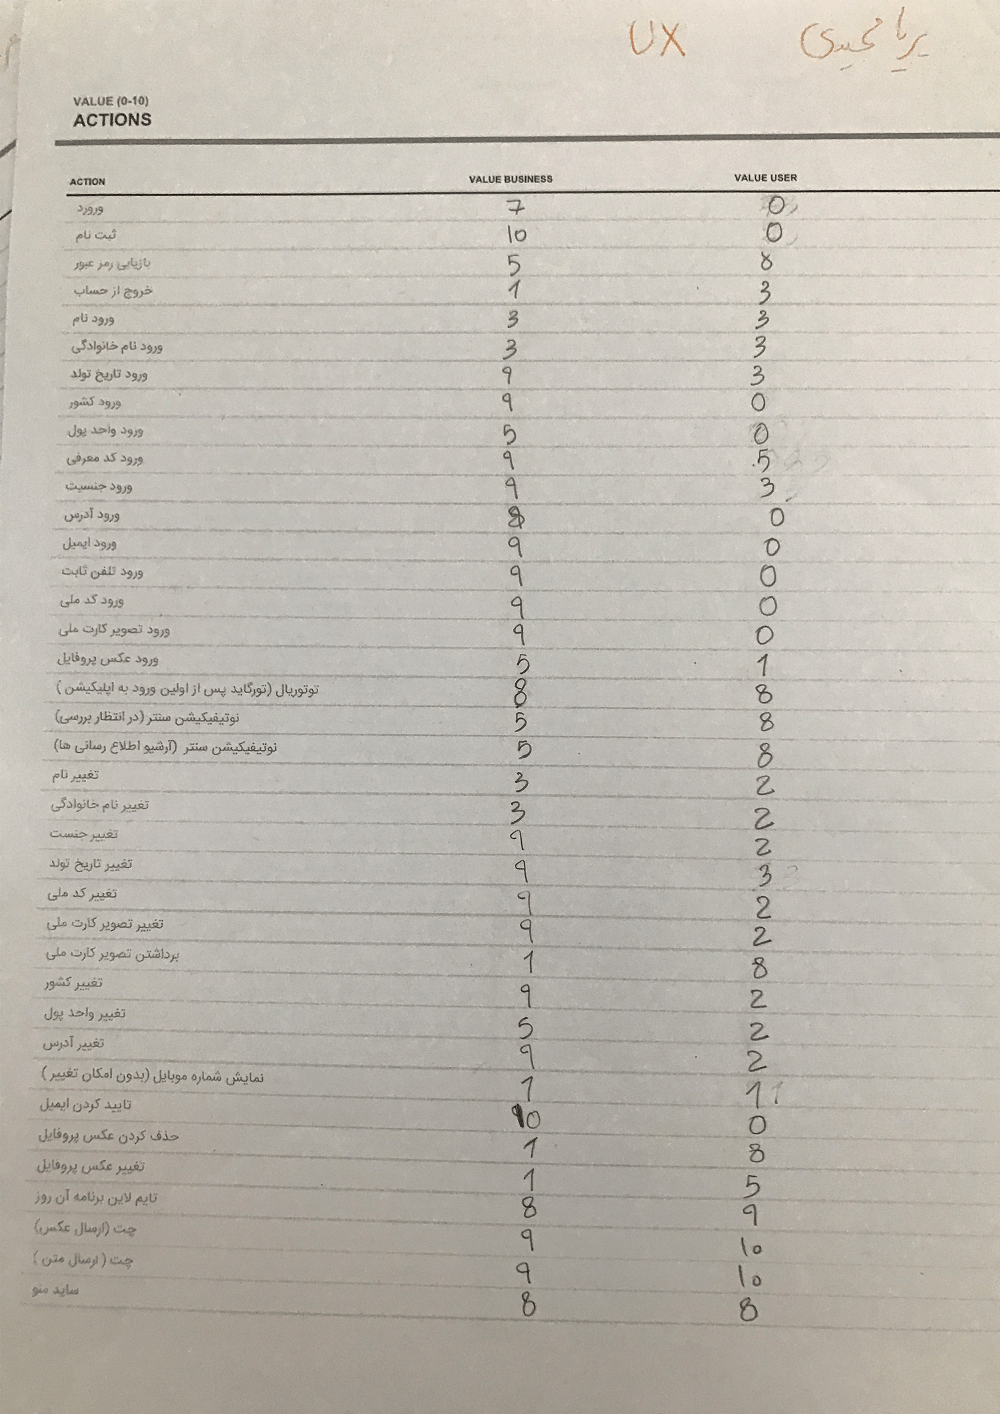 UX پریا مجیدی
VALUE (0-10)
ACTIONS
ACTION VALUE BUSINESS VALUE USER
ورورد 7 0
ثبت نام 10 0
بازیابی رمز عبور 5 8
خروج از حساب 1 3
ورود نام 3 3
ورود نام خانوادگی 3 3
ورود تاریخ تولد 9 3
ورود کشور 9 0
ورود واحد پول 5 0
ورود کد معرفی 9 5
ورود جنسیت 9 3
ورود آدرس 8 0
ورود ایمیل 9 0
ورود تلفن ثابت 9 0
ورود کد ملی 9 0
ورود تصویر کارت ملی 9 0
ورود عکس پروفایل 5 1
توتوریال (تورگاید پس از اولین ورود به اپلیکیشن ) 8 8
نوتیفیکیشن سنتر (در انتظار بررسی) 5 8
نوتیفیکیشن سنتر (آرشیو اطلاع رسانی ها) 5 8
تغییر نام 3 2
تغییر نام خانوادگی 3 2
تغییر جنست 9 2
تغییر تاریخ تولد 9 3
تغییر کد ملی 9 2
تغییر تصویر کارت ملی 9 2
برداشتن تصویر کارت ملی 1 8
تغییر کشور 9 2
تغییر واحد پول 5 2
تغییر آدرس 9 2
نمایش شماره موبایل (بدون امکان تغییر ) 1 1
تایید کردن ایمیل 10 0
حذف کردن عکس پروفایل 1 8
تغییر عکس پروفایل 1 5
تایم لاین برنامه آن روز 8 9
چت (ارسال عکس) 9 10
چت ( ارسال متن ) 9 10
ساید منو 8 8